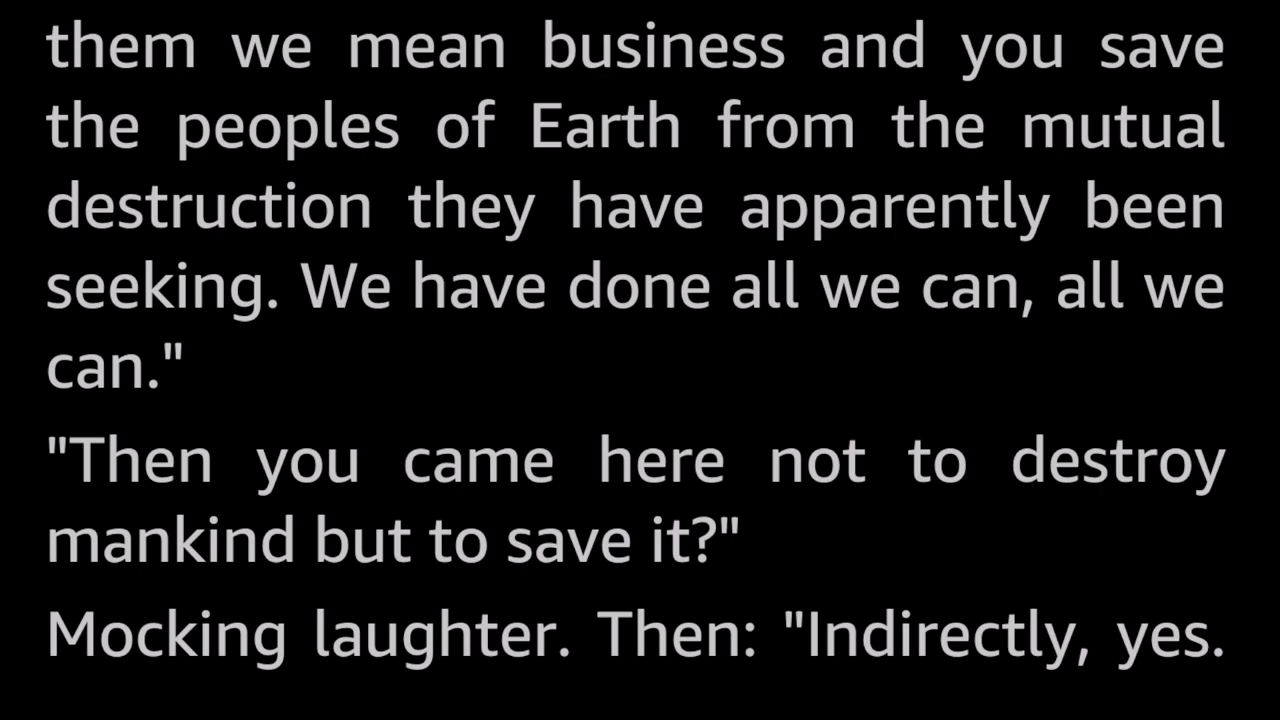 them we mean business and you save
the peoples of Earth from the mutual
destruction they have apparently been
seeking. We have done all we can, all we
can."
"Then you came here not to destroy
mankind but to save it?"
Mocking laughter. Then: "Indirectly, yes.